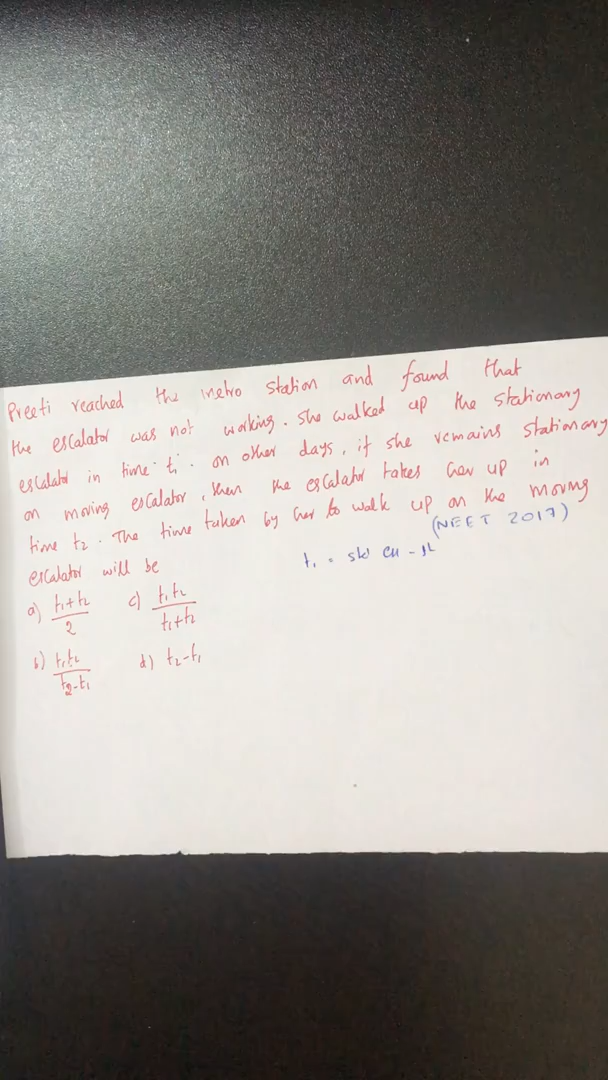 Preeti reached the metro station and found that
the escalator was not working. she walked up the stationary
escalator in time t₁. on other days, if she remains stationary
on moving escalator, then the escalator takes her up in
time t₂. The time taken by her to walk up on the moving
escalator will be (NEET 2017)
t₁ =
a) t₁+t₂/2 c) t₁t₂/t₁+t₂
b) t₁t₂/t₂-t₁ d) t₂-t₁